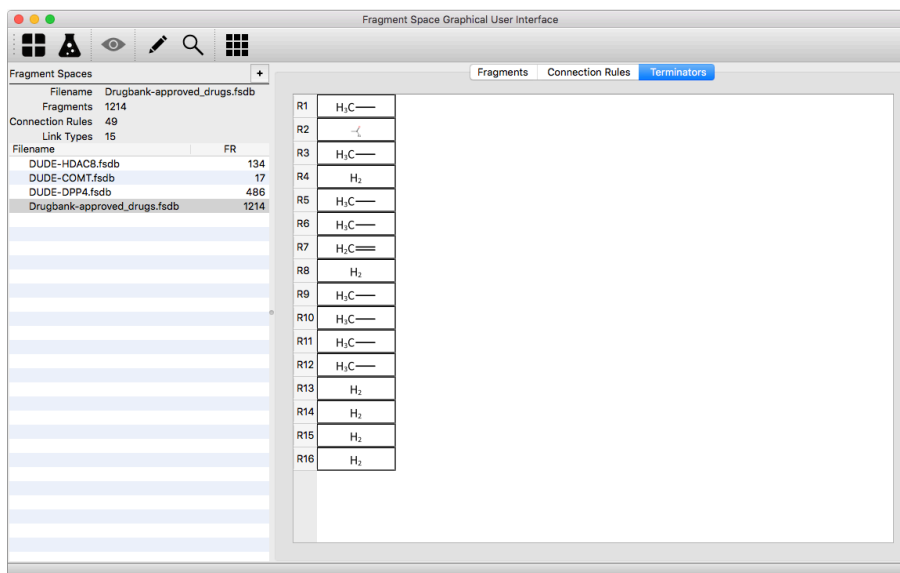 Fragment Space Graphical User Interface
Fragment Spaces +
Filename Drugbank-approved_drugs.fsdb
Fragments 1214
Connection Rules 49
Link Types 15
Filename FR
DUDE-HDAC8.fsdb 134
DUDE-COMT.fsdb 17
DUDE-DPP4.fsdb 486
Drugbank-approved_drugs.fsdb 1214
Fragments Connection Rules Terminators
R1 H₃C
R2
R3 H₃C
R4 H₂
R5 H₃C
R6 H₃C
R7 H₂C
R8 H₂
R9 H₃C
R10 H₃C
R11 H₃C
R12 H₃C
R13 H₂
R14 H₂
R15 H₂
R16 H₂